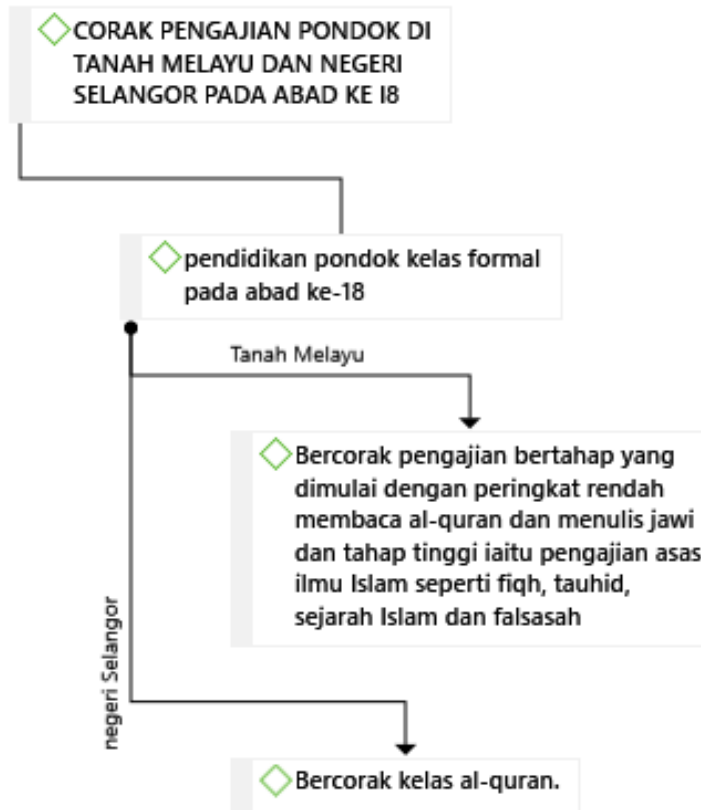 CORAK PENGAJIAN PONDOK DI
TANAH MELAYU DAN NEGERI
SELANGOR PADA ABAD KE I8
pendidikan pondok kelas formal
pada abad ke-18
Tanah Melayu
Bercorak pengajian bertahap yang
dimulai dengan peringkat rendah
membaca al-quran dan menulis jawi
dan tahap tinggi iaitu pengajian asas
ilmu Islam seperti fiqh, tauhid,
sejarah Islam dan falsasah
negeri Selangor
Bercorak kelas al-quran.